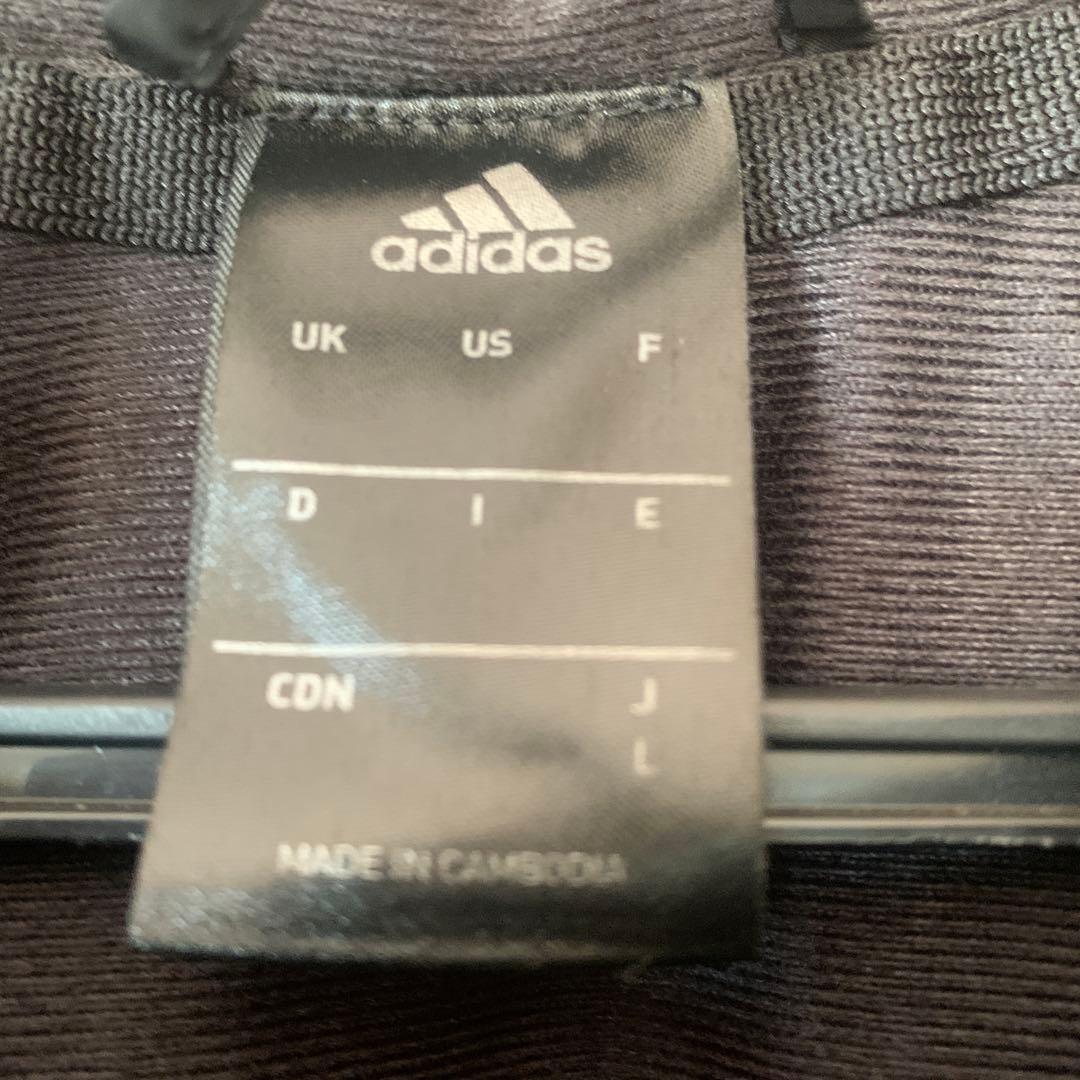 adidas
UK US F
D I E
CDN J
L
MADE IN CAMBODIA